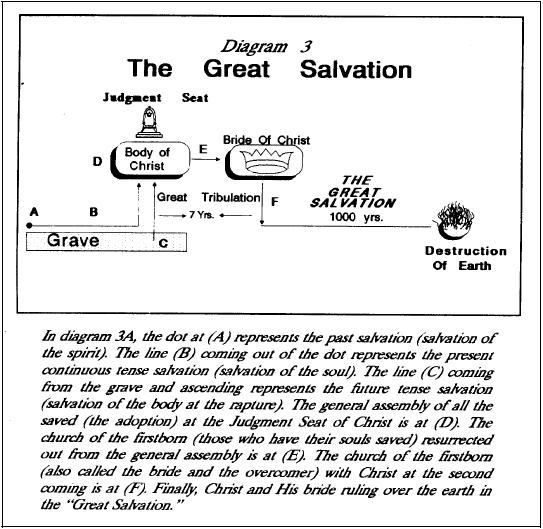 Diagram 3
The Great Salvation
Judgment Seat
D
Body of
Christ
E
Bride Of Christ
Great Tribulation
7 Yrs.
F
THE
GREAT
SALVATION
1000 yrs.
A
B
Grave
C
Destruction
Of Earth
In diagram 3A, the dot at (A) represents the past salvation (salvation of
the spirit). The line (B) coming out of the dot represents the present
continuous tense salvation (salvation of the soul). The line (C) coming
from the grave and ascending represents the future tense salvation
(salvation of the body at the rapture). The general assembly of all the
saved (the adoption) at the Judgment Seat of Christ is at (D). The
church of the firstborn (those who have their souls saved) resurrected
out from the general assembly is at (E). The church of the firstborn
(also called the bride and the overcomer) with Christ at the second
coming is at (F). Finally, Christ and His bride ruling over the earth in
the "Great Salvation."